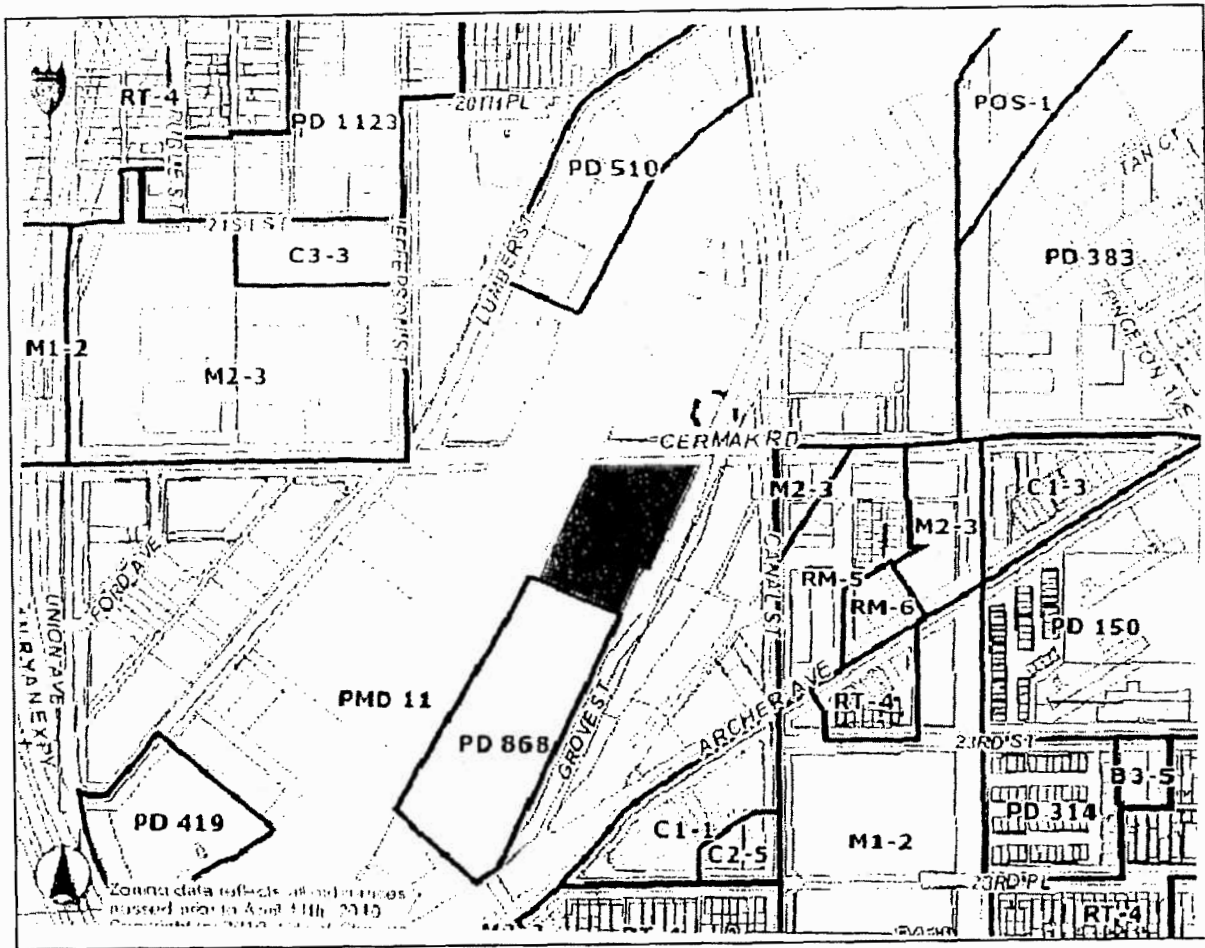 RT-4
PD 1123
20TH PL
POS-1
PD 510
TAN CT
21ST ST
C3-3
JEFFERSON ST
LUMBER ST
PD 383
PRINCETON AVE
M1-2
M2-3
CERMAK RD
M2-3
C1-3
M2-3
FORD AVE
CANAL ST
RM-5
RM-6
UNION AVE
RYAN EXPY
PD 150
PMD 11
ARCHER AVE
RT-4
PD 868
GROVE ST
23RD ST
B3-5
PD 419
C1-1
PD 314
C2-5
M1-2
23RD PL
Zoning data reflects all ordinances
passed prior to April 14th, 2010
RT-4